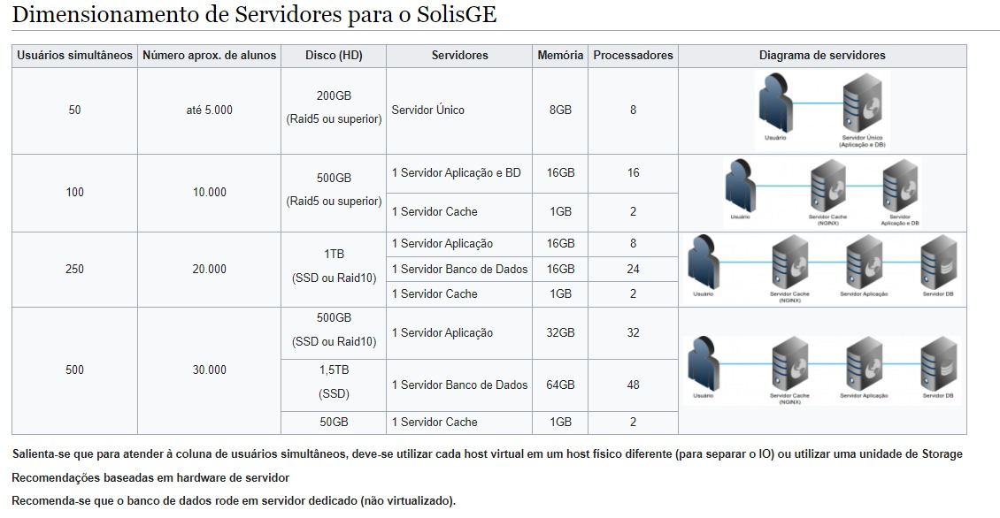 Dimensionamento de Servidores para o SolisGE
Usuários simultâneos Número aprox. de alunos Disco (HD) Servidores Memória Processadores Diagrama de servidores
50 até 5.000 200GB
(Raid5 ou superior) Servidor Único 8GB 8
Usuário Servidor Único
(Aplicação e DB)
100 10.000 500GB
(Raid5 ou superior) 1 Servidor Aplicação e BD 16GB 16
1 Servidor Cache 1GB 2
Usuário Servidor Cache
(NGINX) Servidor
Aplicação e DB
250 20.000 1TB
(SSD ou Raid10) 1 Servidor Aplicação 16GB 8
1 Servidor Banco de Dados 16GB 24
1 Servidor Cache 1GB 2
Usuário Servidor Cache
(NGINX) Servidor Aplicação Servidor DB
500 30.000 500GB
(SSD ou Raid10) 1 Servidor Aplicação 32GB 32
1,5TB
(SSD) 1 Servidor Banco de Dados 64GB 48
50GB 1 Servidor Cache 1GB 2
Usuário Servidor Cache
(NGINX) Servidor Aplicação Servidor DB
Salienta-se que para atender à coluna de usuários simultâneos, deve-se utilizar cada host virtual em um host físico diferente (para separar o IO) ou utilizar uma unidade de Storage
Recomendações baseadas em hardware de servidor
Recomenda-se que o banco de dados rode em servidor dedicado (não virtualizado).